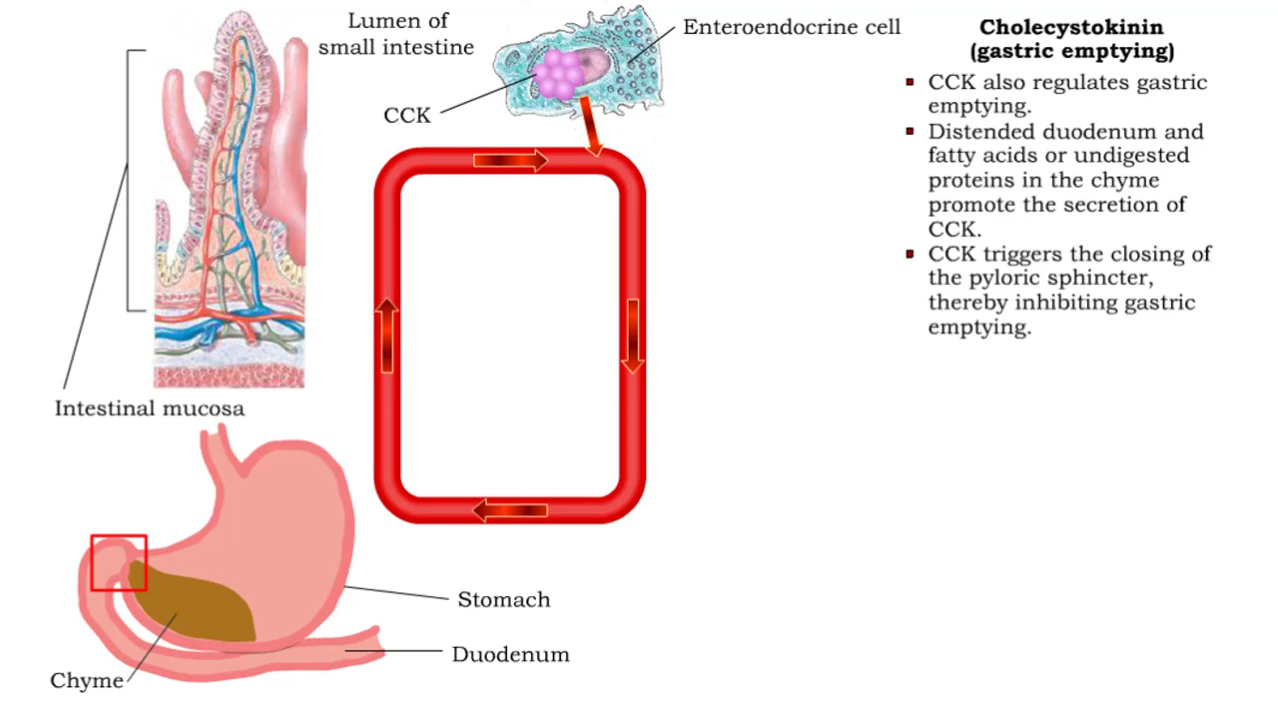 Lumen of
small intestine
Enteroendocrine cell
CCK
Intestinal mucosa
Stomach
Duodenum
Chyme
Cholecystokinin
(gastric emptying)
▪ CCK also regulates gastric
emptying.
▪ Distended duodenum and
fatty acids or undigested
proteins in the chyme
promote the secretion of
CCK.
▪ CCK triggers the closing of
the pyloric sphincter,
thereby inhibiting gastric
emptying.